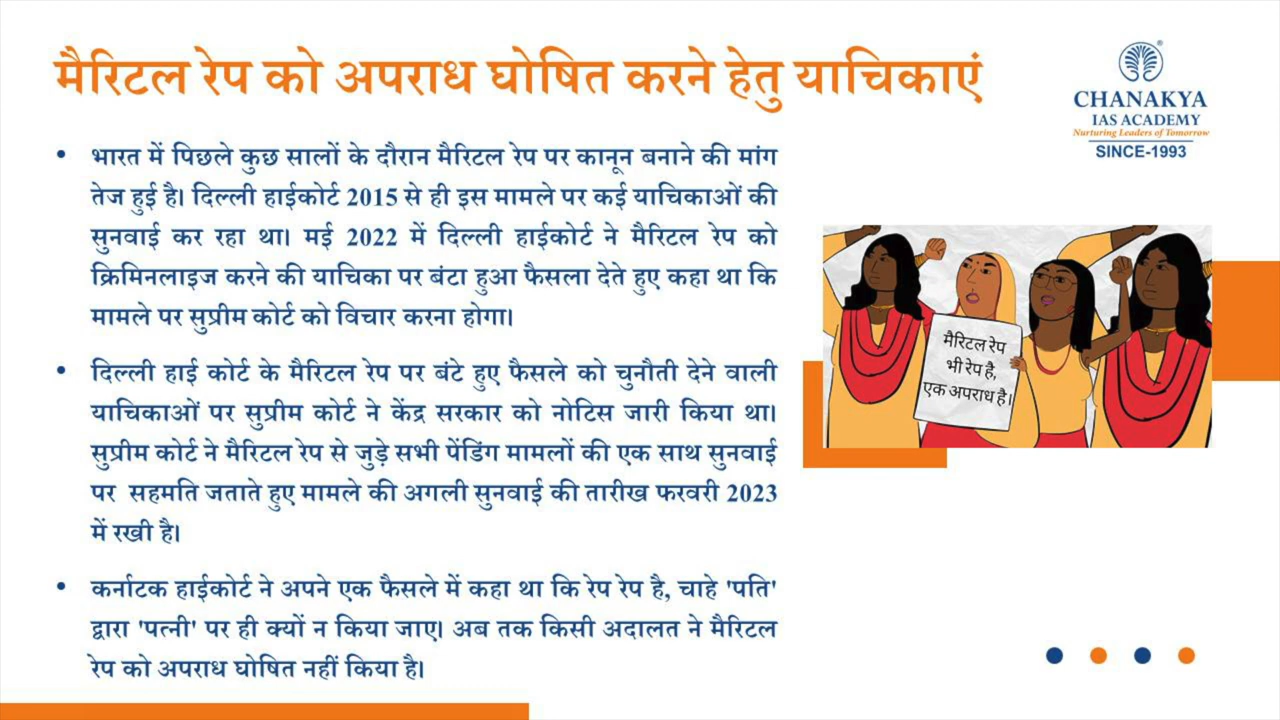 मैरिटल रेप को अपराध घोषित करने हेतु याचिकाएं
CHANAKYA
IAS ACADEMY
Nurturing Leaders of Tomorrow
SINCE-1993
• भारत में पिछले कुछ सालों के दौरान मैरिटल रेप पर कानून बनाने की मांग
तेज हुई है। दिल्ली हाईकोर्ट 2015 से ही इस मामले पर कई याचिकाओं की
सुनवाई कर रहा था। मई 2022 में दिल्ली हाईकोर्ट ने मैरिटल रेप को
क्रिमिनलाइज करने की याचिका पर बंटा हुआ फैसला देते हुए कहा था कि
मामले पर सुप्रीम कोर्ट को विचार करना होगा।
• दिल्ली हाई कोर्ट के मैरिटल रेप पर बंटे हुए फैसले को चुनौती देने वाली
याचिकाओं पर सुप्रीम कोर्ट ने केंद्र सरकार को नोटिस जारी किया था।
सुप्रीम कोर्ट ने मैरिटल रेप से जुड़े सभी पेंडिंग मामलों की एक साथ सुनवाई
पर सहमति जताते हुए मामले की अगली सुनवाई की तारीख फरवरी 2023
में रखी है।
• कर्नाटक हाईकोर्ट ने अपने एक फैसले में कहा था कि रेप रेप है, चाहे 'पति'
द्वारा 'पत्नी' पर ही क्यों न किया जाए। अब तक किसी अदालत ने मैरिटल
रेप को अपराध घोषित नहीं किया है।
मैरिटल रेप
भी रेप है,
एक अपराध है।